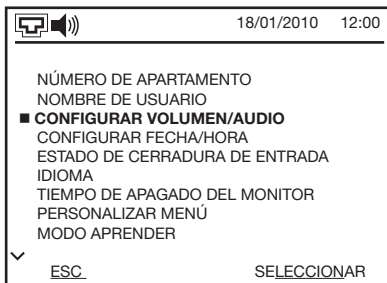 18/01/2010 12:00
NÚMERO DE APARTAMENTO
NOMBRE DE USUARIO
CONFIGURAR VOLUMEN/AUDIO
CONFIGURAR FECHA/HORA
ESTADO DE CERRADURA DE ENTRADA
IDIOMA
TIEMPO DE APAGADO DEL MONITOR
PERSONALIZAR MENÚ
MODO APRENDER
ESC SELECCIONAR